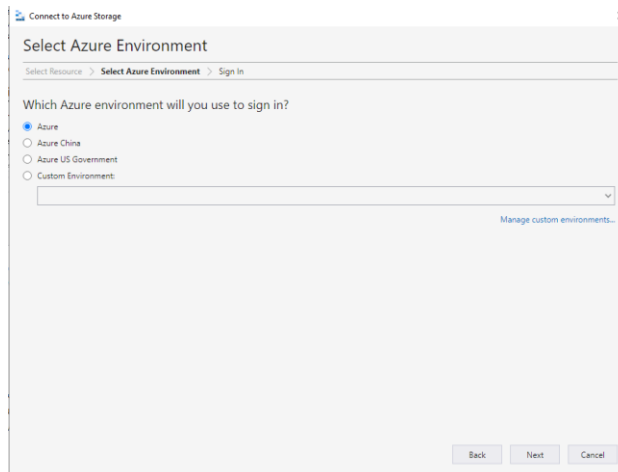 Connect to Azure Storage
Select Azure Environment
Select Resource > Select Azure Environment > Sign In
Which Azure environment will you use to sign in?
Azure
Azure China
Azure US Government
Custom Environment:
Manage custom environments...
Back Next Cancel